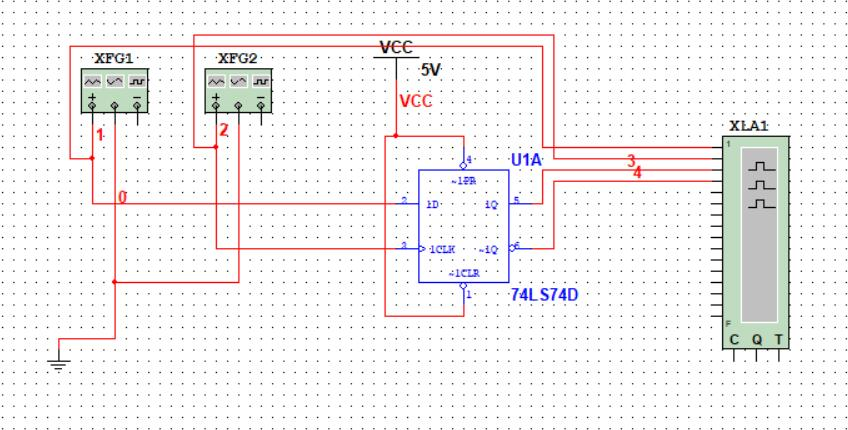 VCC
XFG1
XFG2
5V
VCC
XLA1
1
2
1
U1A
3
4
4
~1PR
0
2
1D
1Q
5
3
1CLK
~1Q
6
~1CLR
1
74LS74D
F
C Q T